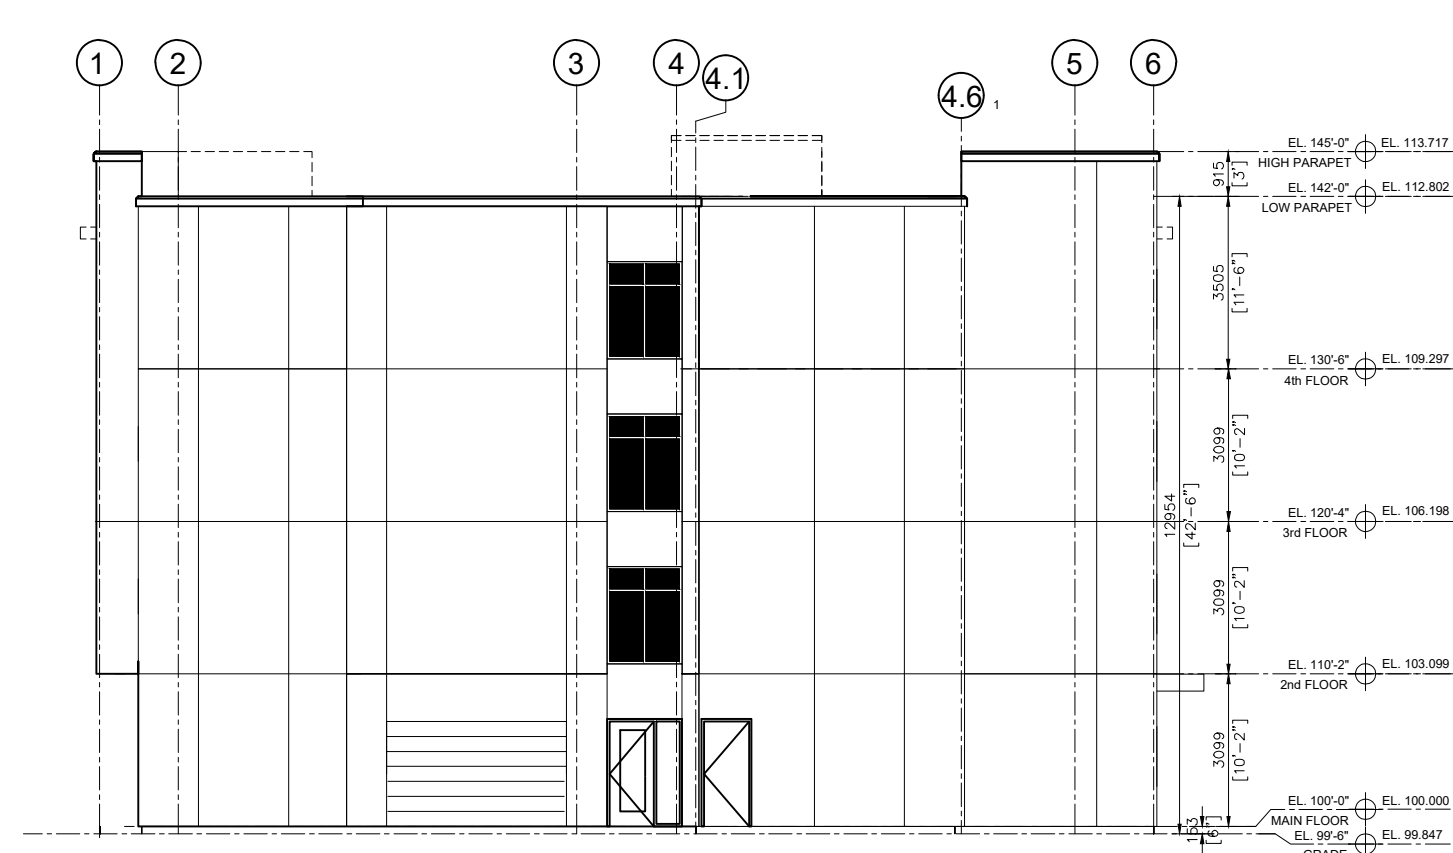 1
2
3
4
4.1
4.6
1
5
6
EL. 145'-0" EL. 113.717
HIGH PARAPET
915
[3']
EL. 142'-0" EL. 112.802
LOW PARAPET
3505
[11'-6"]
EL. 130'-6" EL. 109.297
4th FLOOR
3099
[10'-2"]
12954
[42'-6"]
EL. 120'-4" EL. 106.198
3rd FLOOR
3099
[10'-2"]
EL. 110'-2" EL. 103.099
2nd FLOOR
3099
[10'-2"]
EL. 100'-0" EL. 100.000
MAIN FLOOR
153
[6"]
EL. 99'-6" EL. 99.847
GRADE